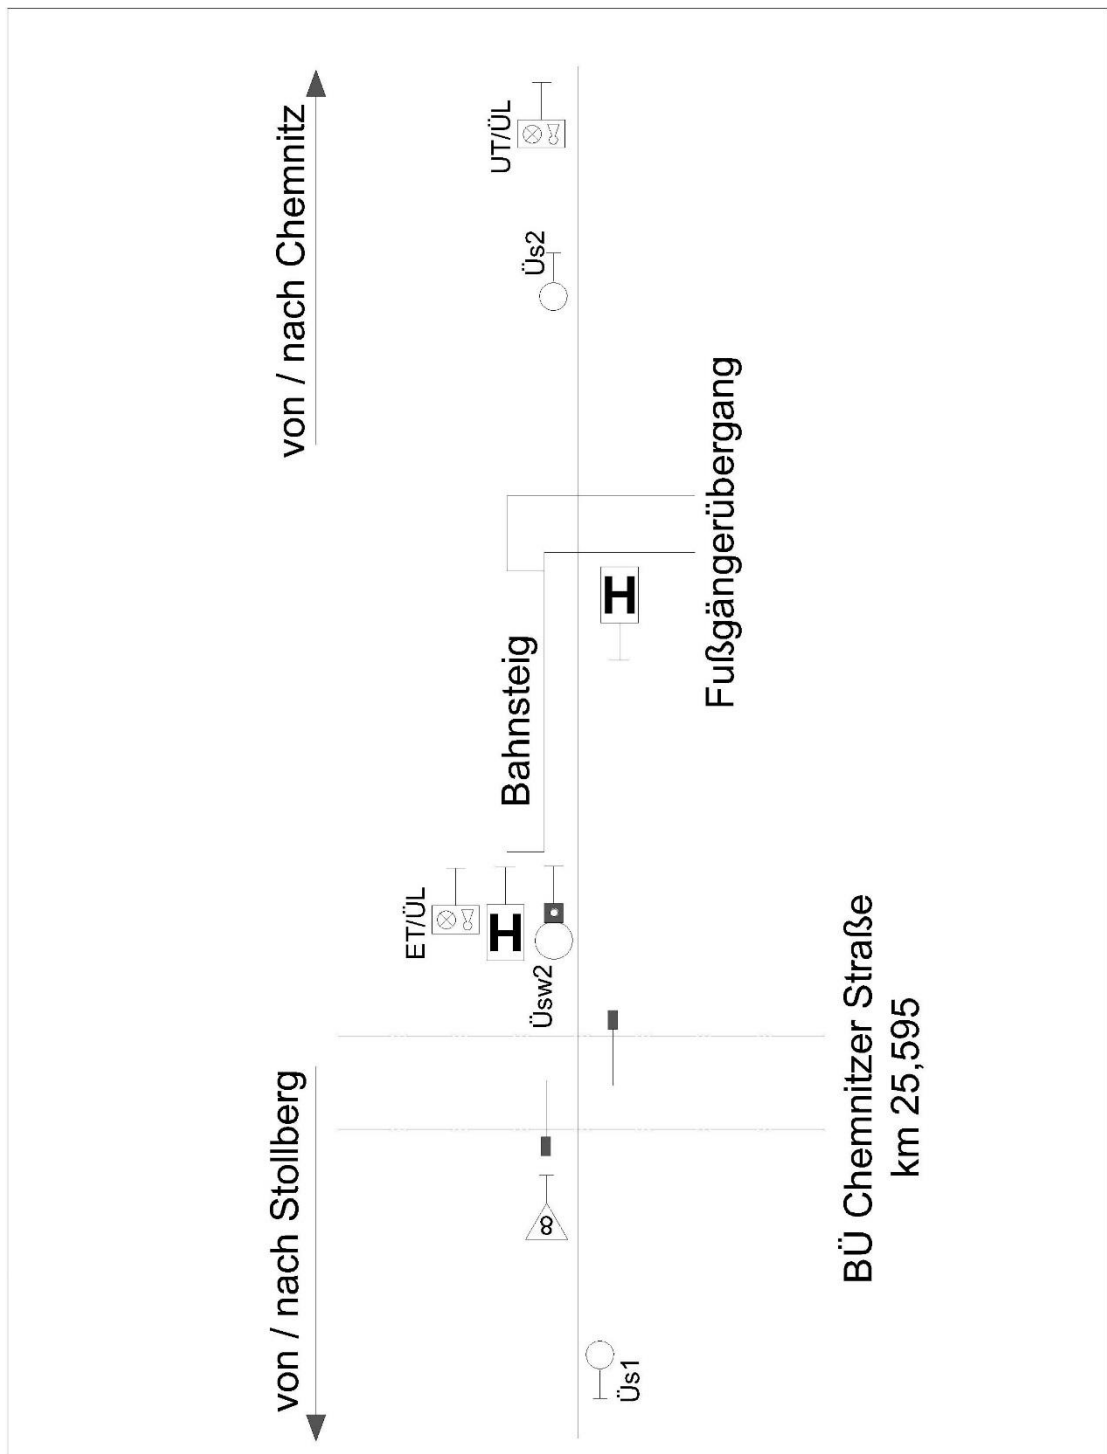 von / nach Stollberg
von / nach Chemnitz
ET/ÜL
UT/ÜL
H
Bahnsteig
Üsw2
Üs2
8
H
Üs1
Fußgängerübergang
BÜ Chemnitzer Straße
km 25,595